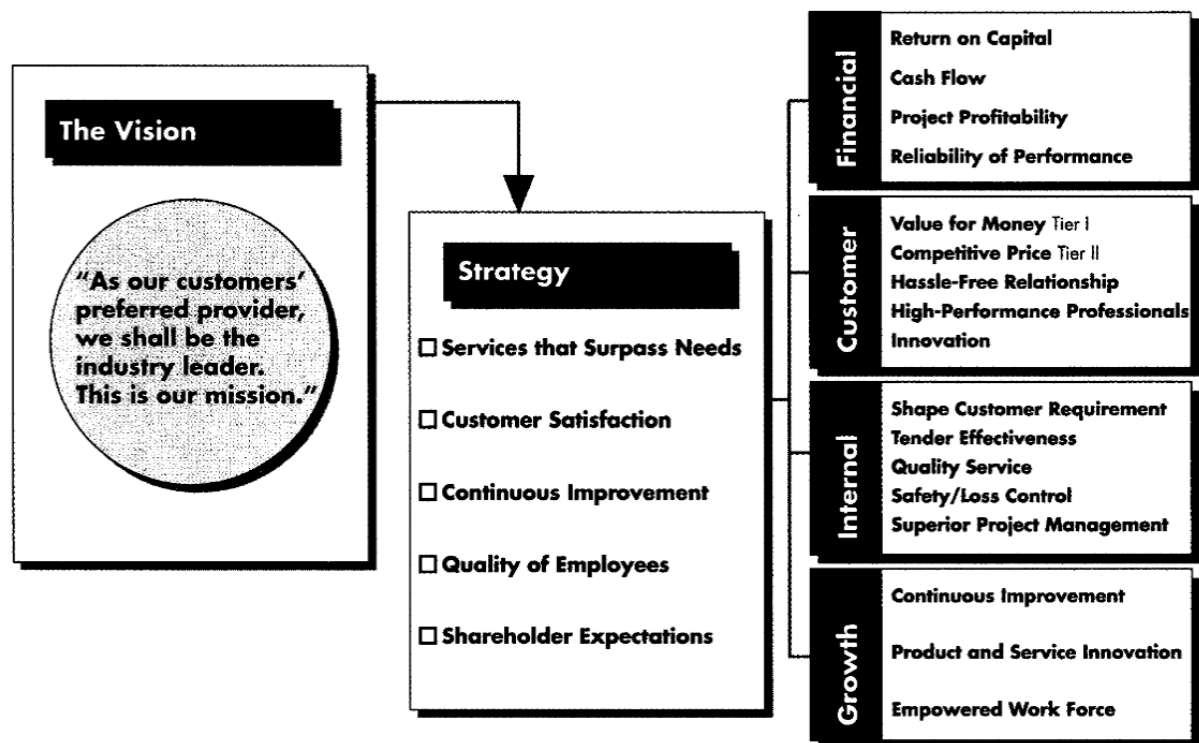 The Vision
“As our customers’
preferred provider,
we shall be the
industry leader.
This is our mission.”
Strategy
Services that Surpass Needs
Customer Satisfaction
Continuous Improvement
Quality of Employees
Shareholder Expectations
Financial
Return on Capital
Cash Flow
Project Profitability
Reliability of Performance
Customer
Value for Money Tier I
Competitive Price Tier II
Hassle-Free Relationship
High-Performance Professionals
Innovation
Internal
Shape Customer Requirement
Tender Effectiveness
Quality Service
Safety/Loss Control
Superior Project Management
Growth
Continuous Improvement
Product and Service Innovation
Empowered Work Force